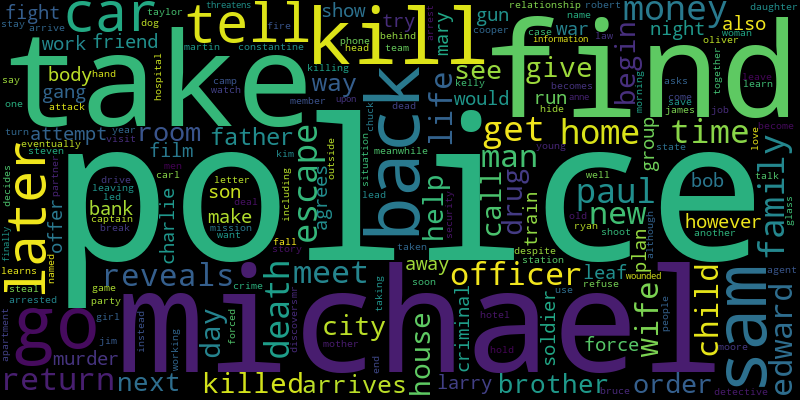 fight
car
tell
kill
show
try
mary
gun
relationship
robert
daughter
threatens
fire
stay
arrive
taylor
dog
phone
head
behind
team
arrest
case
war
name
information
law
also
night
oliver
woman
money
work
friend
martin
constantine
cooper
body
hand
hospital
killing
watch
camp
member
upon
dead
kelly
see
give
becomes
asks
together
leave
come
learn
save
james
job
morning
begin
say
one
gang
attack
way
run
hide
anne
take
find
back
life
would
chuck
turn
attempt
year
visit
room
father
get
home
time
become
eventually
steven
film
kim
outside
meanwhile
man
young
state
love
later
decides
offer
partner
men
drive
carl
agrees
situation
police
help
call
drug
well
group
talk
family
leaving
led
letter
son
including
escape
lead
train
paul
bob
glass
bank
deal
make
old
new
however
captain
break
mission
want
charlie
fall
story
security
despite
ryan
shoot
although
another
finally
learns
named
reveals
death
meet
taken
away
station
officer
leaf
plan
wounded
agent
steal
arrested
game
party
crime
mr
discovers
taking
soon
use
refuse
force
wife
child
sam
edward
go
michael
girl
day
forced
city
house
criminal
hotel
soldier
people
apartment
jim
instead
working
mother
hold
moore
murder
end
return
next
killed
arrives
larry
brother
bruce
order
detective